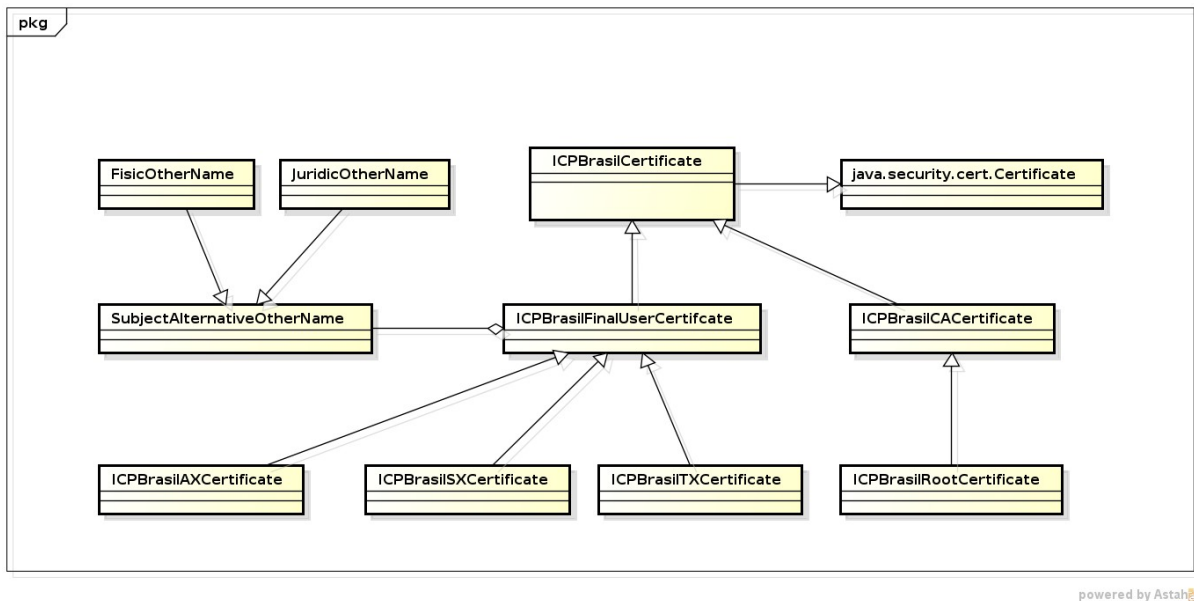 pkg
ICPBrasilCertificate
FisicOtherName
JuridicOtherName
java.security.cert.Certificate
SubjectAlternativeOtherName
ICPBrasilFinalUserCertifcate
ICPBrasilCACertificate
ICPBrasilAXCertificate
ICPBrasilSXCertificate
ICPBrasilTXCertificate
ICPBrasilRootCertificate
powered by Astah